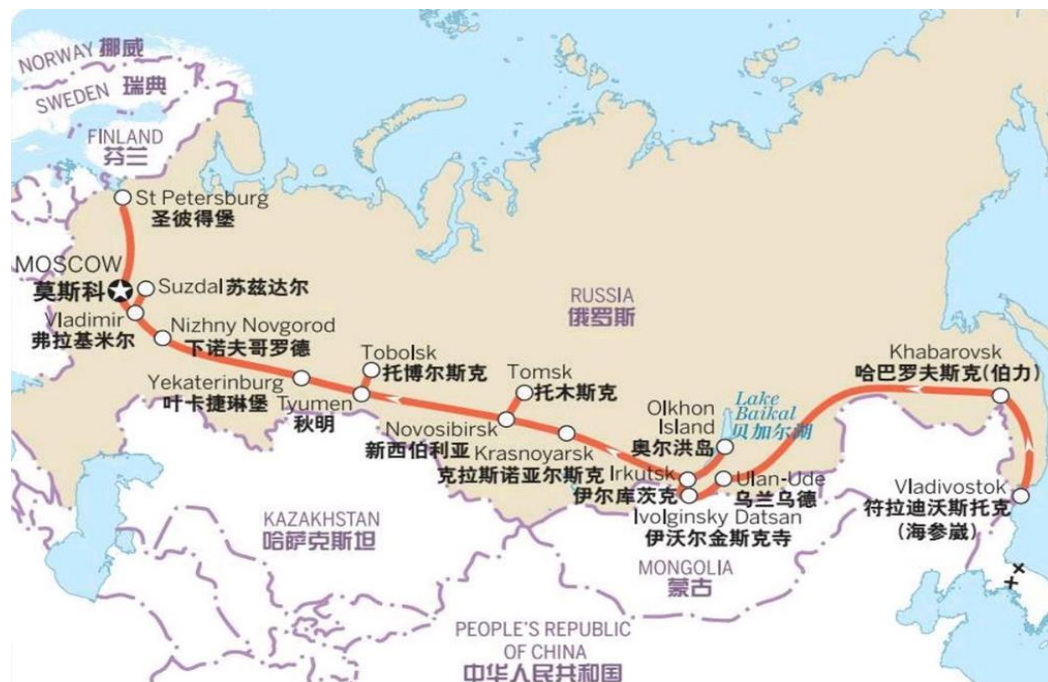 NORWAY 挪威
SWEDEN 瑞典
FINLAND
芬兰
St Petersburg
圣彼得堡
MOSCOW
莫斯科
Suzdal 苏兹达尔
Vladimir
弗拉基米尔
Nizhny Novgorod
下诺夫哥罗德
RUSSIA
俄罗斯
Yekaterinburg
叶卡捷琳堡
Tobolsk
托博尔斯克
Tyumen
秋明
Tomsk
托木斯克
Novosibirsk
新西伯利亚
Krasnoyarsk
克拉斯诺亚尔斯克
Olkhon
Island
奥尔洪岛
Lake
Baikal
贝加尔湖
Khabarovsk
哈巴罗夫斯克(伯力)
Irkutsk
伊尔库茨克
Ulan-Ude
乌兰乌德
Ivolginsky Datsan
伊沃尔金斯克寺
Vladivostok
符拉迪沃斯托克
(海参崴)
KAZAKHSTAN
哈萨克斯坦
MONGOLIA
蒙古
PEOPLE'S REPUBLIC
OF CHINA
中华人民共和国